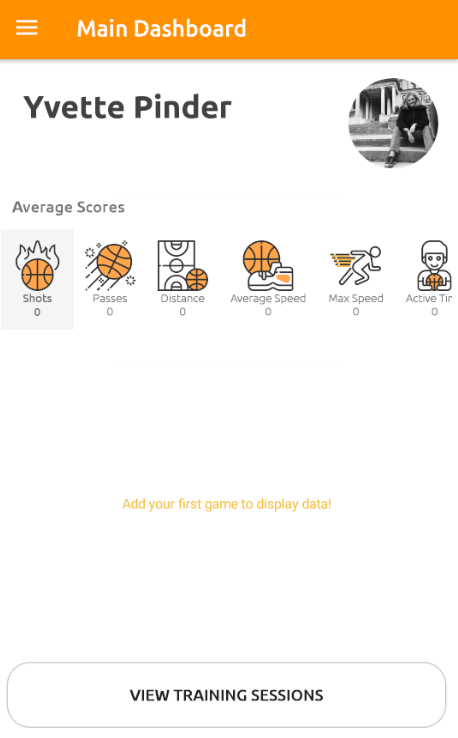 Main Dashboard
Yvette Pinder
Average Scores
Shots Passes Distance Average Speed Max Speed Active Tim
0 0 0 0 0 0
Add your first game to display data!
VIEW TRAINING SESSIONS